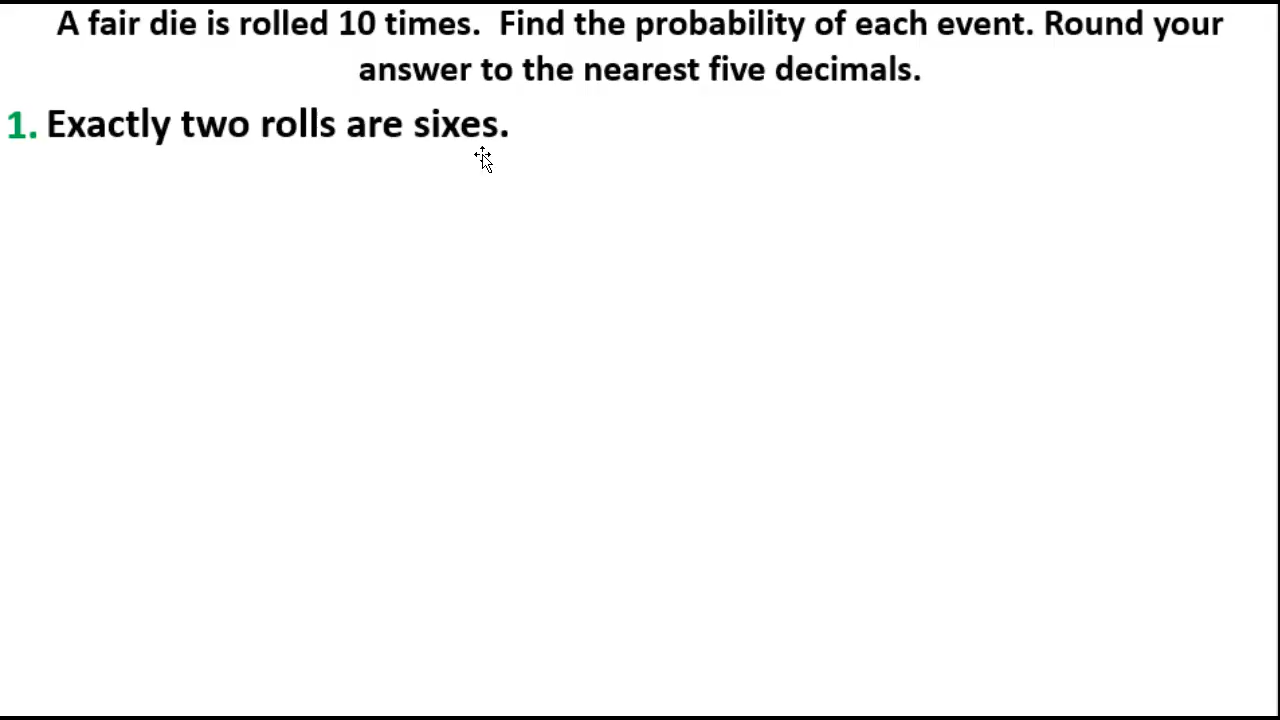 A fair die is rolled 10 times.  Find the probability of each event. Round your
answer to the nearest five decimals.
1. Exactly two rolls are sixes.